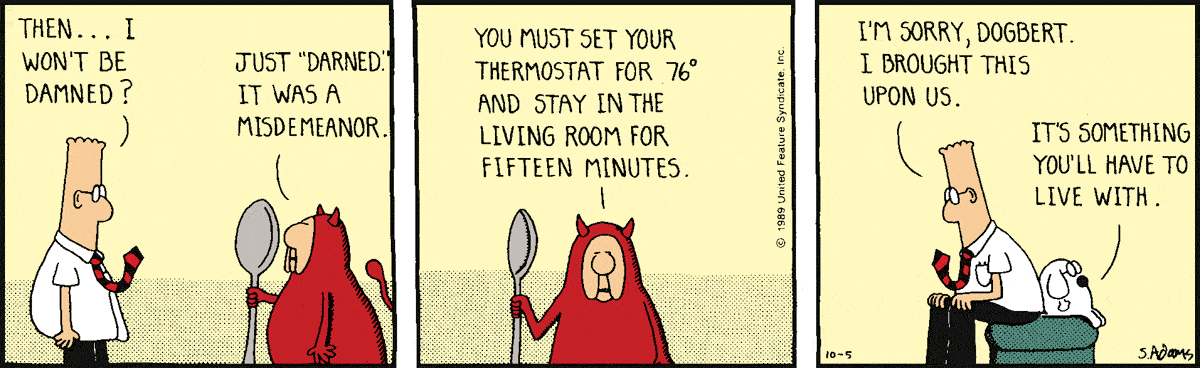 THEN... I
WON'T BE
DAMNED?
JUST "DARNED."
IT WAS A
MISDEMEANOR.
YOU MUST SET YOUR
THERMOSTAT FOR 76°
AND STAY IN THE
LIVING ROOM FOR
FIFTEEN MINUTES.
© 1989 United Feature Syndicate, Inc.
I'M SORRY, DOGBERT.
I BROUGHT THIS
UPON US.
IT'S SOMETHING
YOU'LL HAVE TO
LIVE WITH.
10-5
S.Adams